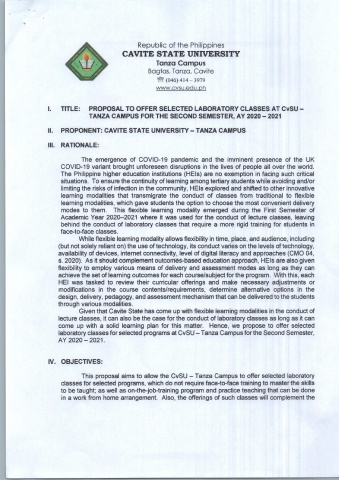 Republic of the Philippines
CAVITE STATE UNIVERSITY
Tanza Campus
Bagtas, Tanza, Cavite
☏ (046) 414 – 3979
www.cvsu.edu.ph
I. TITLE: PROPOSAL TO OFFER SELECTED LABORATORY CLASSES AT CvSU –
TANZA CAMPUS FOR THE SECOND SEMESTER, AY 2020 – 2021
II. PROPONENT: CAVITE STATE UNIVERSITY – TANZA CAMPUS
III. RATIONALE:
The emergence of COVID-19 pandemic and the imminent presence of the UK
COVID-19 variant brought unforeseen disruptions in the lives of people all over the world.
The Philippine higher education institutions (HEIs) are no exemption in facing such critical
situations. To ensure the continuity of learning among tertiary students while avoiding and/or
limiting the risks of infection in the community, HEIs explored and shifted to other innovative
learning modalities that transmigrate the conduct of classes from traditional to flexible
learning modalities, which gave students the option to choose the most convenient delivery
modes to them. This flexible learning modality emerged during the First Semester of
Academic Year 2020–2021 where it was used for the conduct of lecture classes, leaving
behind the conduct of laboratory classes that require a more rigid training for students in
face-to-face classes.
While flexible learning modality allows flexibility in time, place, and audience, including
(but not solely reliant on) the use of technology, its conduct varies on the levels of technology,
availability of devices, internet connectivity, level of digital literacy and approaches (CMO 04,
s. 2020). As it should complement outcomes-based education approach, HEIs are also given
flexibility to employ various means of delivery and assessment modes as long as they can
achieve the set of learning outcomes for each course/subject for the program. With this, each
HEI was tasked to review their curricular offerings and make necessary adjustments or
modifications in the course contents/requirements, determine alternative options in the
design, delivery, pedagogy, and assessment mechanism that can be delivered to the students
through various modalities.
Given that Cavite State has come up with flexible learning modalities in the conduct of
lecture classes, it can also be the case for the conduct of laboratory classes as long as it can
come up with a solid learning plan for this matter. Hence, we propose to offer selected
laboratory classes for selected programs at CvSU – Tanza Campus for the Second Semester,
AY 2020 – 2021.
IV. OBJECTIVES:
This proposal aims to allow the CvSU – Tanza Campus to offer selected laboratory
classes for selected programs, which do not require face-to-face training to master the skills
to be taught; as well as on-the-job-training program and practice teaching that can be done
in a work from home arrangement. Also, the offerings of such classes will complement the